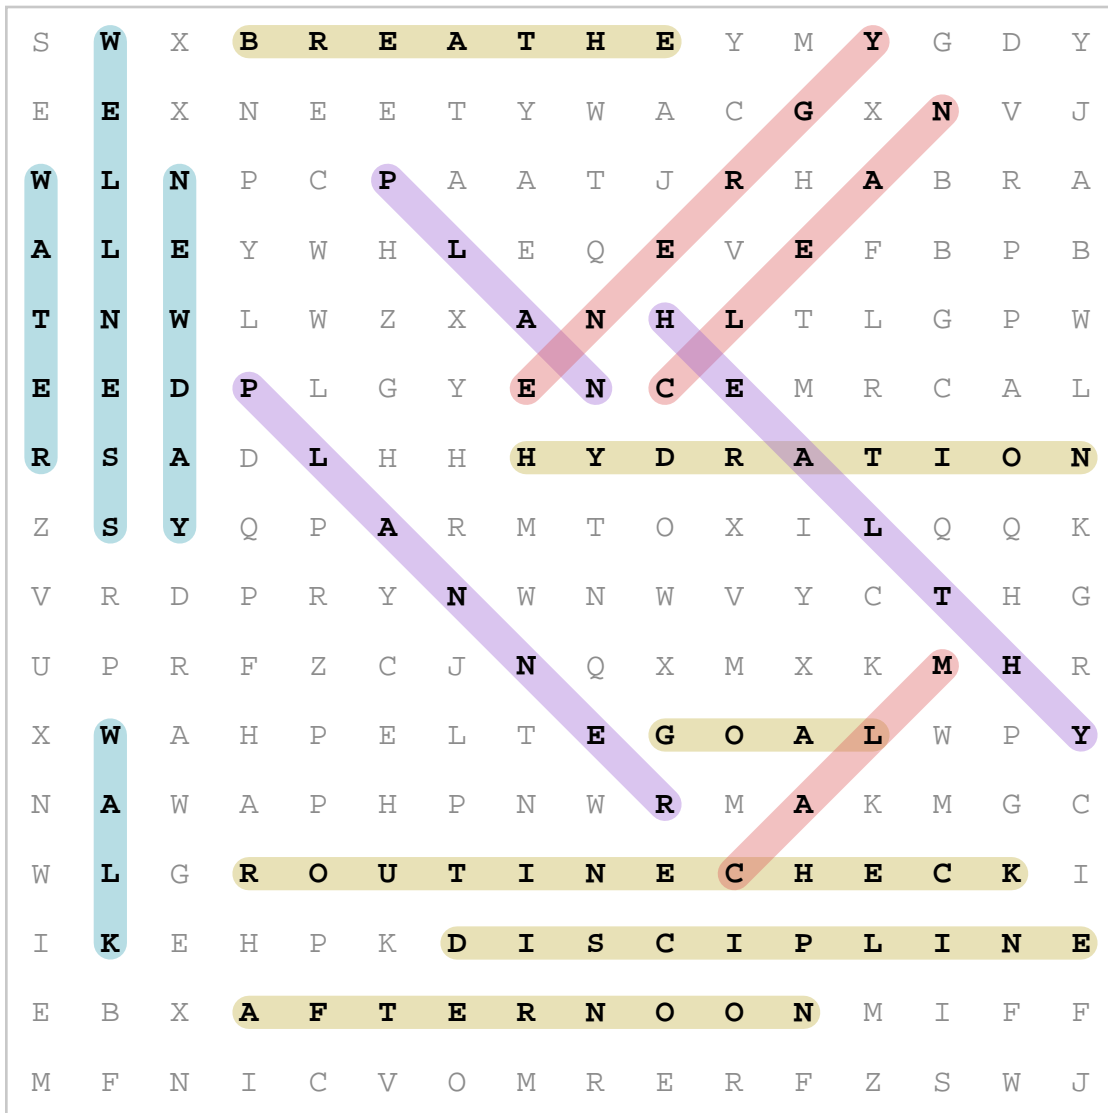 S W X B R E A T H E Y M Y G D Y
E E X N E E T Y W A C G X N V J
W L N P C P A A T J R H A B R A
A L E Y W H L E Q E V E F B P B
T N W L W Z X A N H L T L G P W
E E D P L G Y E N C E M R C A L
R S A D L H H H Y D R A T I O N
Z S Y Q P A R M T O X I L Q Q K
V R D P R Y N W N W V Y C T H G
U P R F Z C J N Q X M X K M H R
X W A H P E L T E G O A L W P Y
N A W A P H P N W R M A K M G C
W L G R O U T I N E C H E C K I
I K E H P K D I S C I P L I N E
E B X A F T E R N O O N M I F F
M F N I C V O M R E R F Z S W J